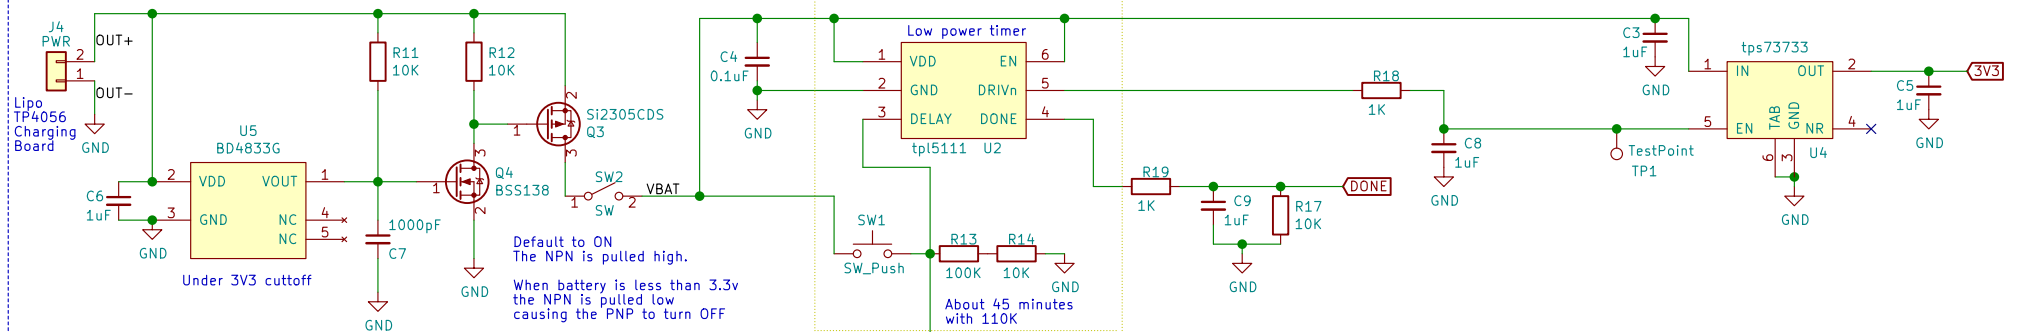 J4
PWR
2
1
OUT+
OUT-
Lipo
TP4056
Charging
Board
GND
C6
1uF
GND
U5
BD4833G
2
VDD
VOUT
1
3
GND
NC
4
NC
5
Under 3V3 cuttoff
R11
10K
1000pF
C7
GND
R12
10K
1
3
2
Q4
BSS138
GND
1
2
3
Si2305CDS
Q3
SW2
1
2
SW
VBAT
Default to ON
The NPN is pulled high.
When battery is less than 3.3v
the NPN is pulled low
causing the PNP to turn OFF
C4
0.1uF
GND
Low power timer
1
VDD
EN
6
2
GND
DRIVn
5
3
DELAY
DONE
4
tpl5111
U2
SW1
SW_Push
R13
100K
R14
10K
GND
About 45 minutes
with 110K
R19
1K
C9
1uF
R17
10K
GND
DONE
R18
1K
C8
1uF
GND
TestPoint
TP1
C3
1uF
GND
tps73733
1
IN
OUT
2
5
EN
TAB
GND
NR
4
6
3
U4
GND
C5
1uF
GND
3V3